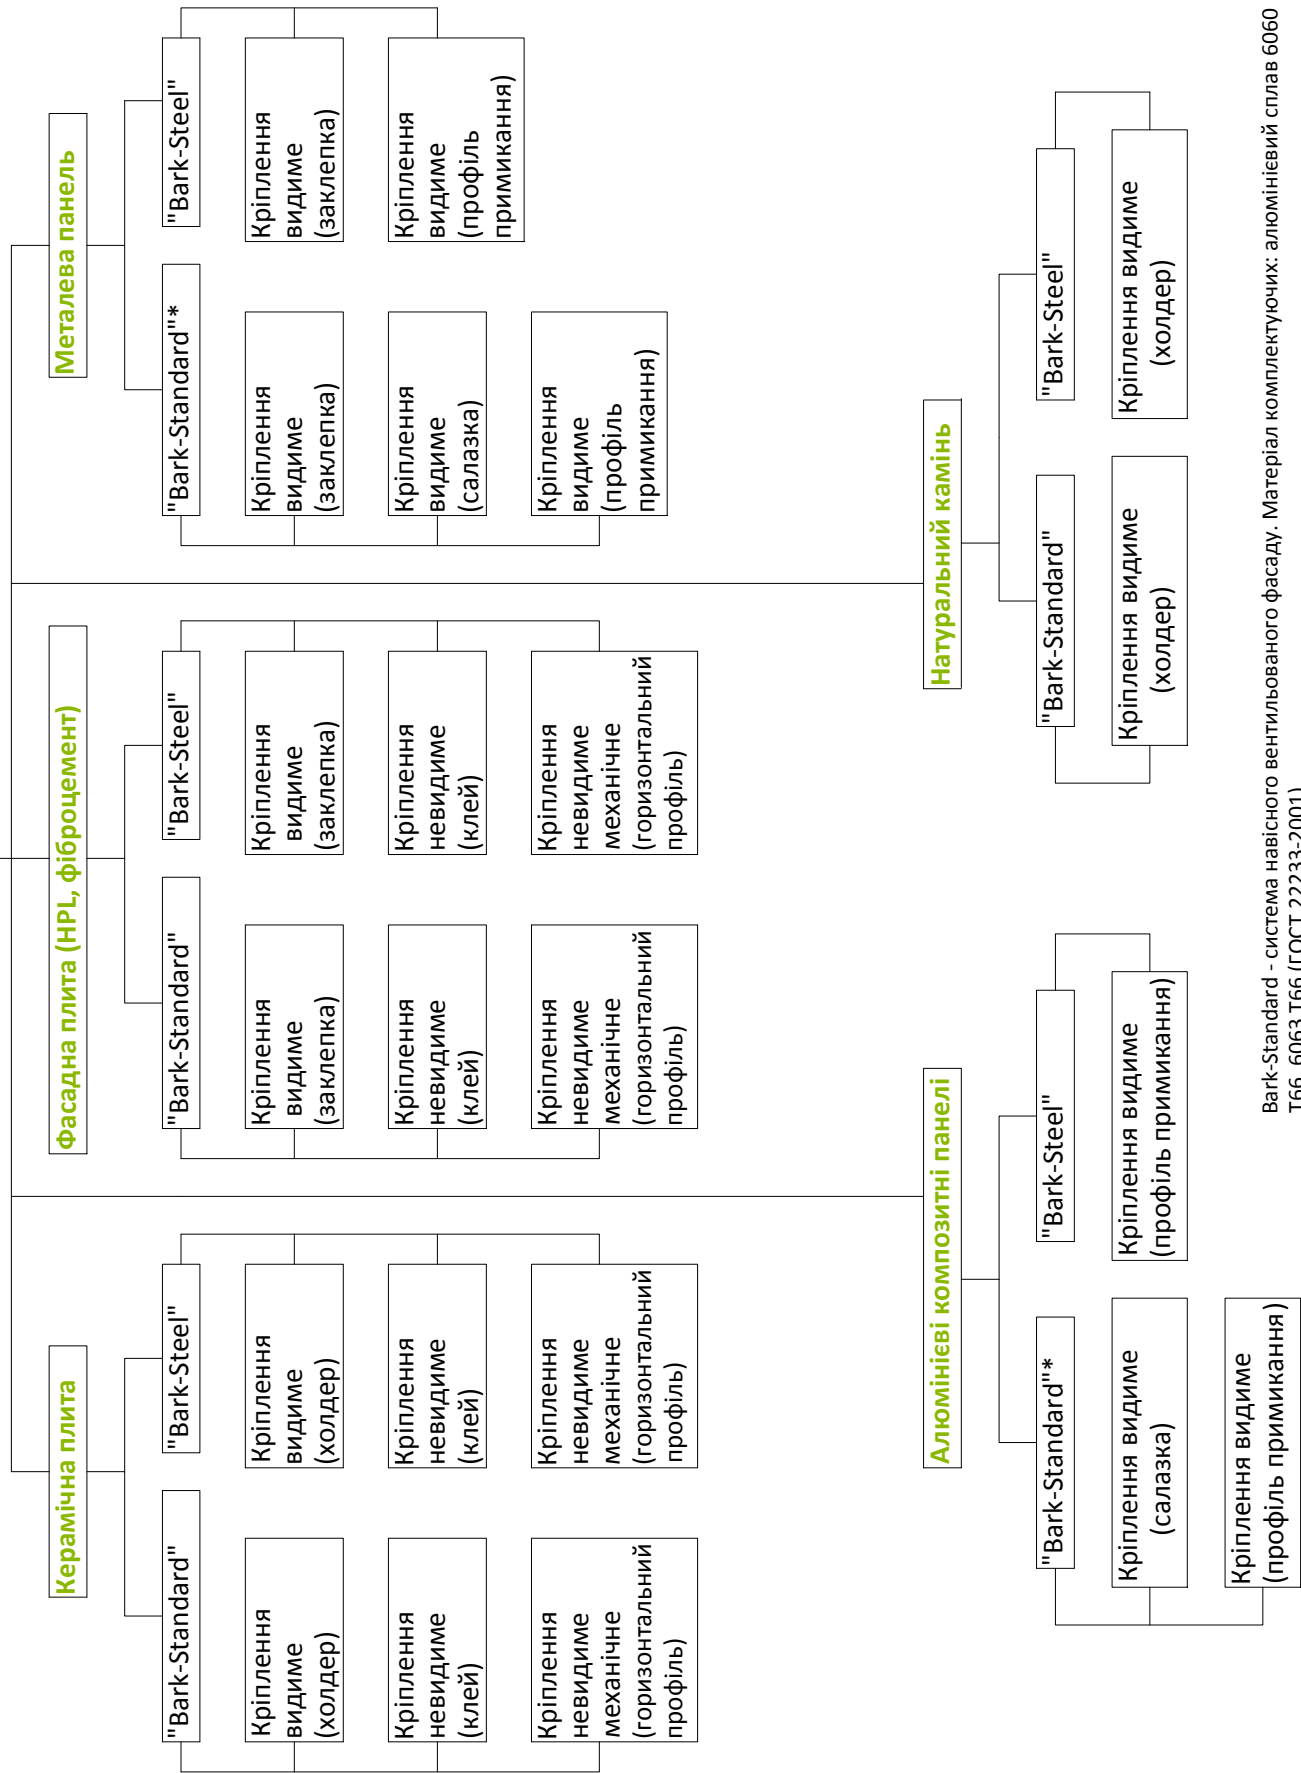 Керамічна плита
"Bark-Standard"
Кріплення
видиме
(холдер)
Кріплення
невидиме
(клей)
Кріплення
невидиме
механічне
(горизонтальний
профіль)
"Bark-Steel"
Кріплення
видиме
(холдер)
Кріплення
невидиме
(клей)
Кріплення
невидиме
механічне
(горизонтальний
профіль)
Фасадна плита (HPL, фіброцемент)
"Bark-Standard"
Кріплення
видиме
(заклепка)
Кріплення
невидиме
(клей)
Кріплення
невидиме
механічне
(горизонтальний
профіль)
"Bark-Steel"
Кріплення
видиме
(заклепка)
Кріплення
невидиме
(клей)
Кріплення
невидиме
механічне
(горизонтальний
профіль)
Металева панель
"Bark-Standard"*
Кріплення
видиме
(заклепка)
Кріплення
видиме
(салазка)
Кріплення
видиме
(профіль
примикання)
"Bark-Steel"
Кріплення
видиме
(заклепка)
Кріплення
видиме
(профіль
примикання)
Алюмінієві композитні панелі
"Bark-Standard"*
Кріплення видиме
(салазка)
Кріплення видиме
(профіль примикання)
"Bark-Steel"
Кріплення видиме
(профіль примикання)
Натуральний камінь
"Bark-Standard"
Кріплення видиме
(холдер)
"Bark-Steel"
Кріплення видиме
(холдер)
Bark-Standard - система навісного вентильованого фасаду. Матеріал комплектуючих: алюмінієвий сплав 6060
Т66, 6063 Т66 (ГОСТ 22233-2001)